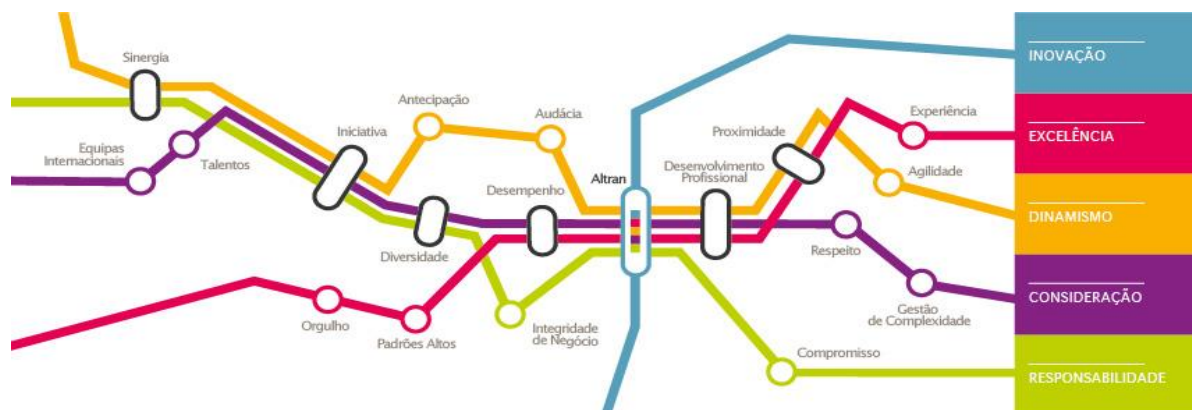 Sinergia
Equipas
Internacionais
Talentos
Iniciativa
Antecipação
Audácia
Diversidade
Desempenho
Orgulho
Padrões Altos
Integridade
de Negócio
Altran
Desenvolvimento
Profissional
Proximidade
Experiência
Agilidade
Respeito
Gestão
de Complexidade
Compromisso
INOVAÇÃO
EXCELÊNCIA
DINAMISMO
CONSIDERAÇÃO
RESPONSABILIDADE